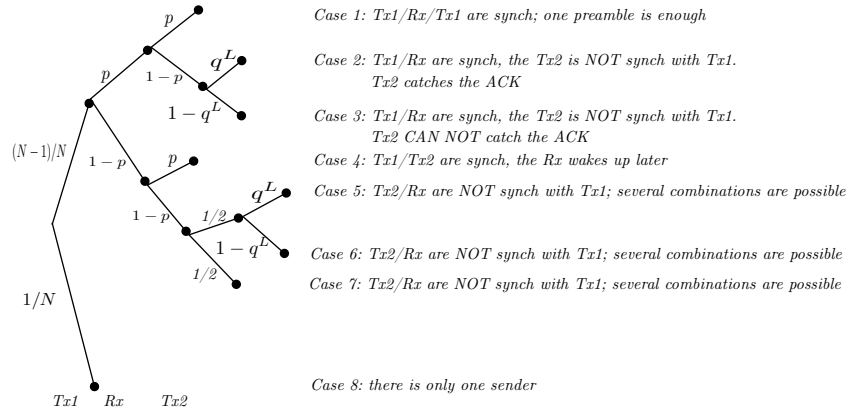 p
Case 1: Tx1/Rx/Tx1 are synch; one preamble is enough
p
1−p
q^L
Case 2: Tx1/Rx are synch, the Tx2 is NOT synch with Tx1.
Tx2 catches the ACK
1−q^L
Case 3: Tx1/Rx are synch, the Tx2 is NOT synch with Tx1.
Tx2 CAN NOT catch the ACK
(N−1)/N
1−p
p
Case 4: Tx1/Tx2 are synch, the Rx wakes up later
q^L
Case 5: Tx2/Rx are NOT synch with Tx1; several combinations are possible
1−p
1/2
1−q^L
Case 6: Tx2/Rx are NOT synch with Tx1; several combinations are possible
1/2
Case 7: Tx2/Rx are NOT synch with Tx1; several combinations are possible
1/N
Case 8: there is only one sender
Tx1 Rx Tx2